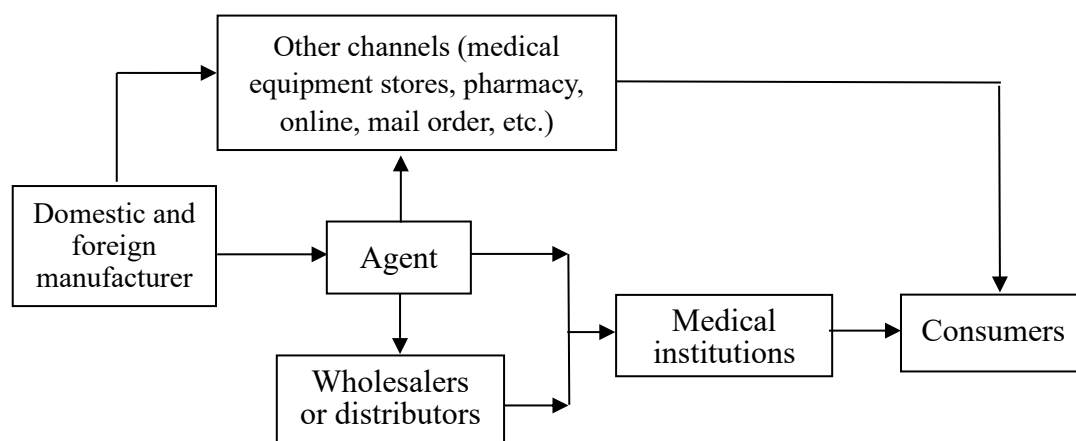 Other channels (medical
equipment stores, pharmacy,
online, mail order, etc.)
Domestic and
foreign
manufacturer
Agent
Wholesalers
or distributors
Medical
institutions
Consumers